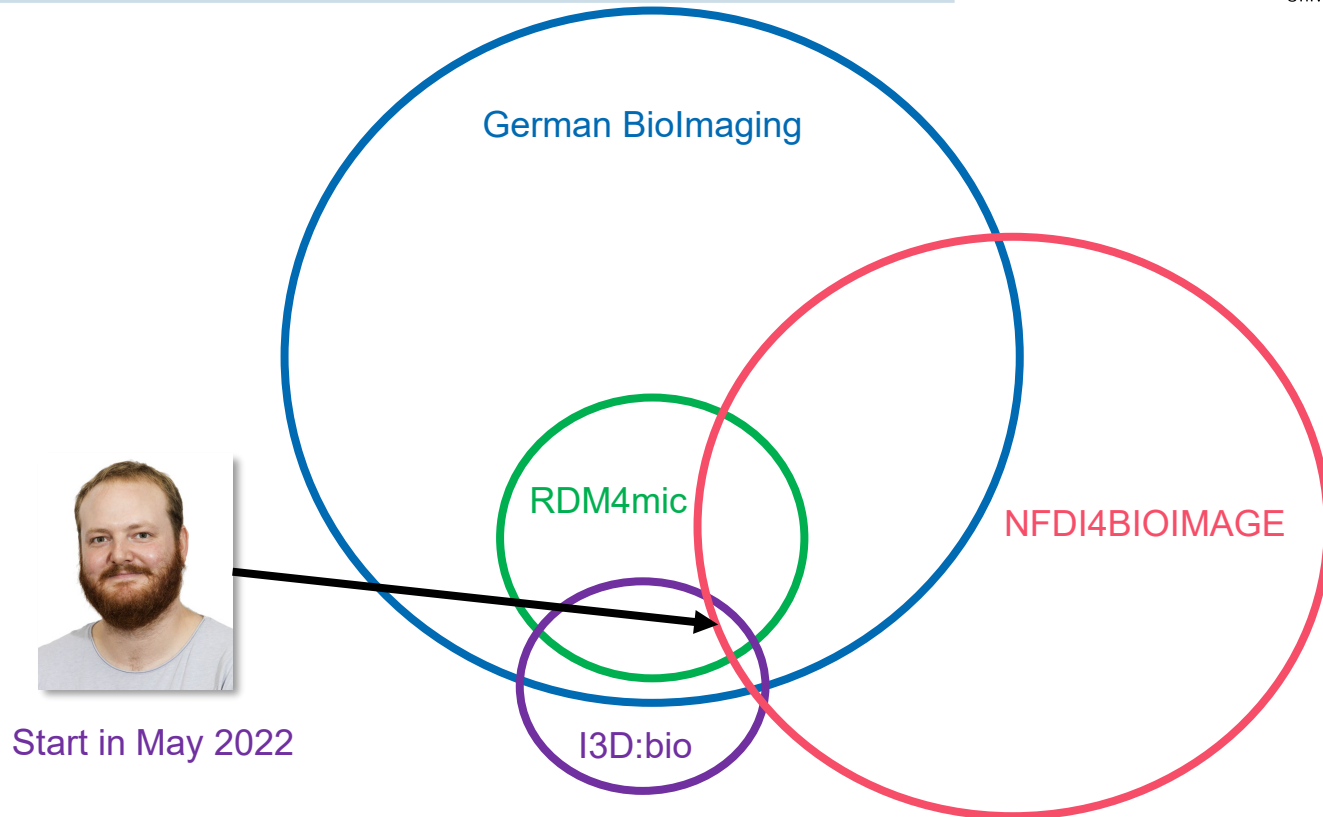 German BioImaging
RDM4mic
NFDI4BIOIMAGE
Start in May 2022
I3D:bio